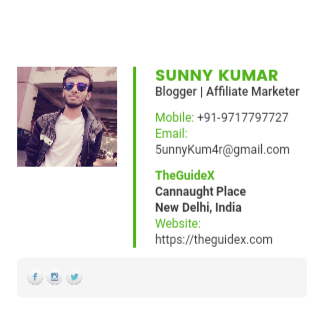 SUNNY KUMAR
Blogger | Affiliate Marketer
Mobile: +91-9717797727
Email:
5unnyKum4r@gmail.com
TheGuideX
Cannaught Place
New Delhi, India
Website:
https://theguidex.com